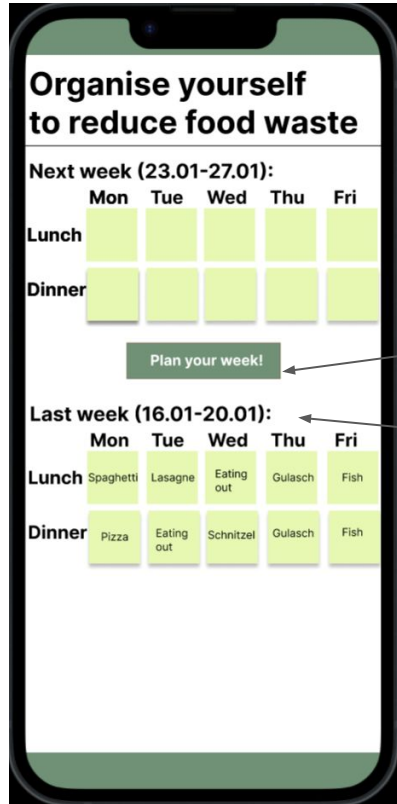 Organise yourself
to reduce food waste
Next week (23.01-27.01):
Mon Tue Wed Thu Fri
Lunch
Dinner
Plan your week!
Last week (16.01-20.01):
Mon Tue Wed Thu Fri
Lunch Spaghetti Lasagne Eating out Gulasch Fish
Dinner Pizza Eating out Schnitzel Gulasch Fish